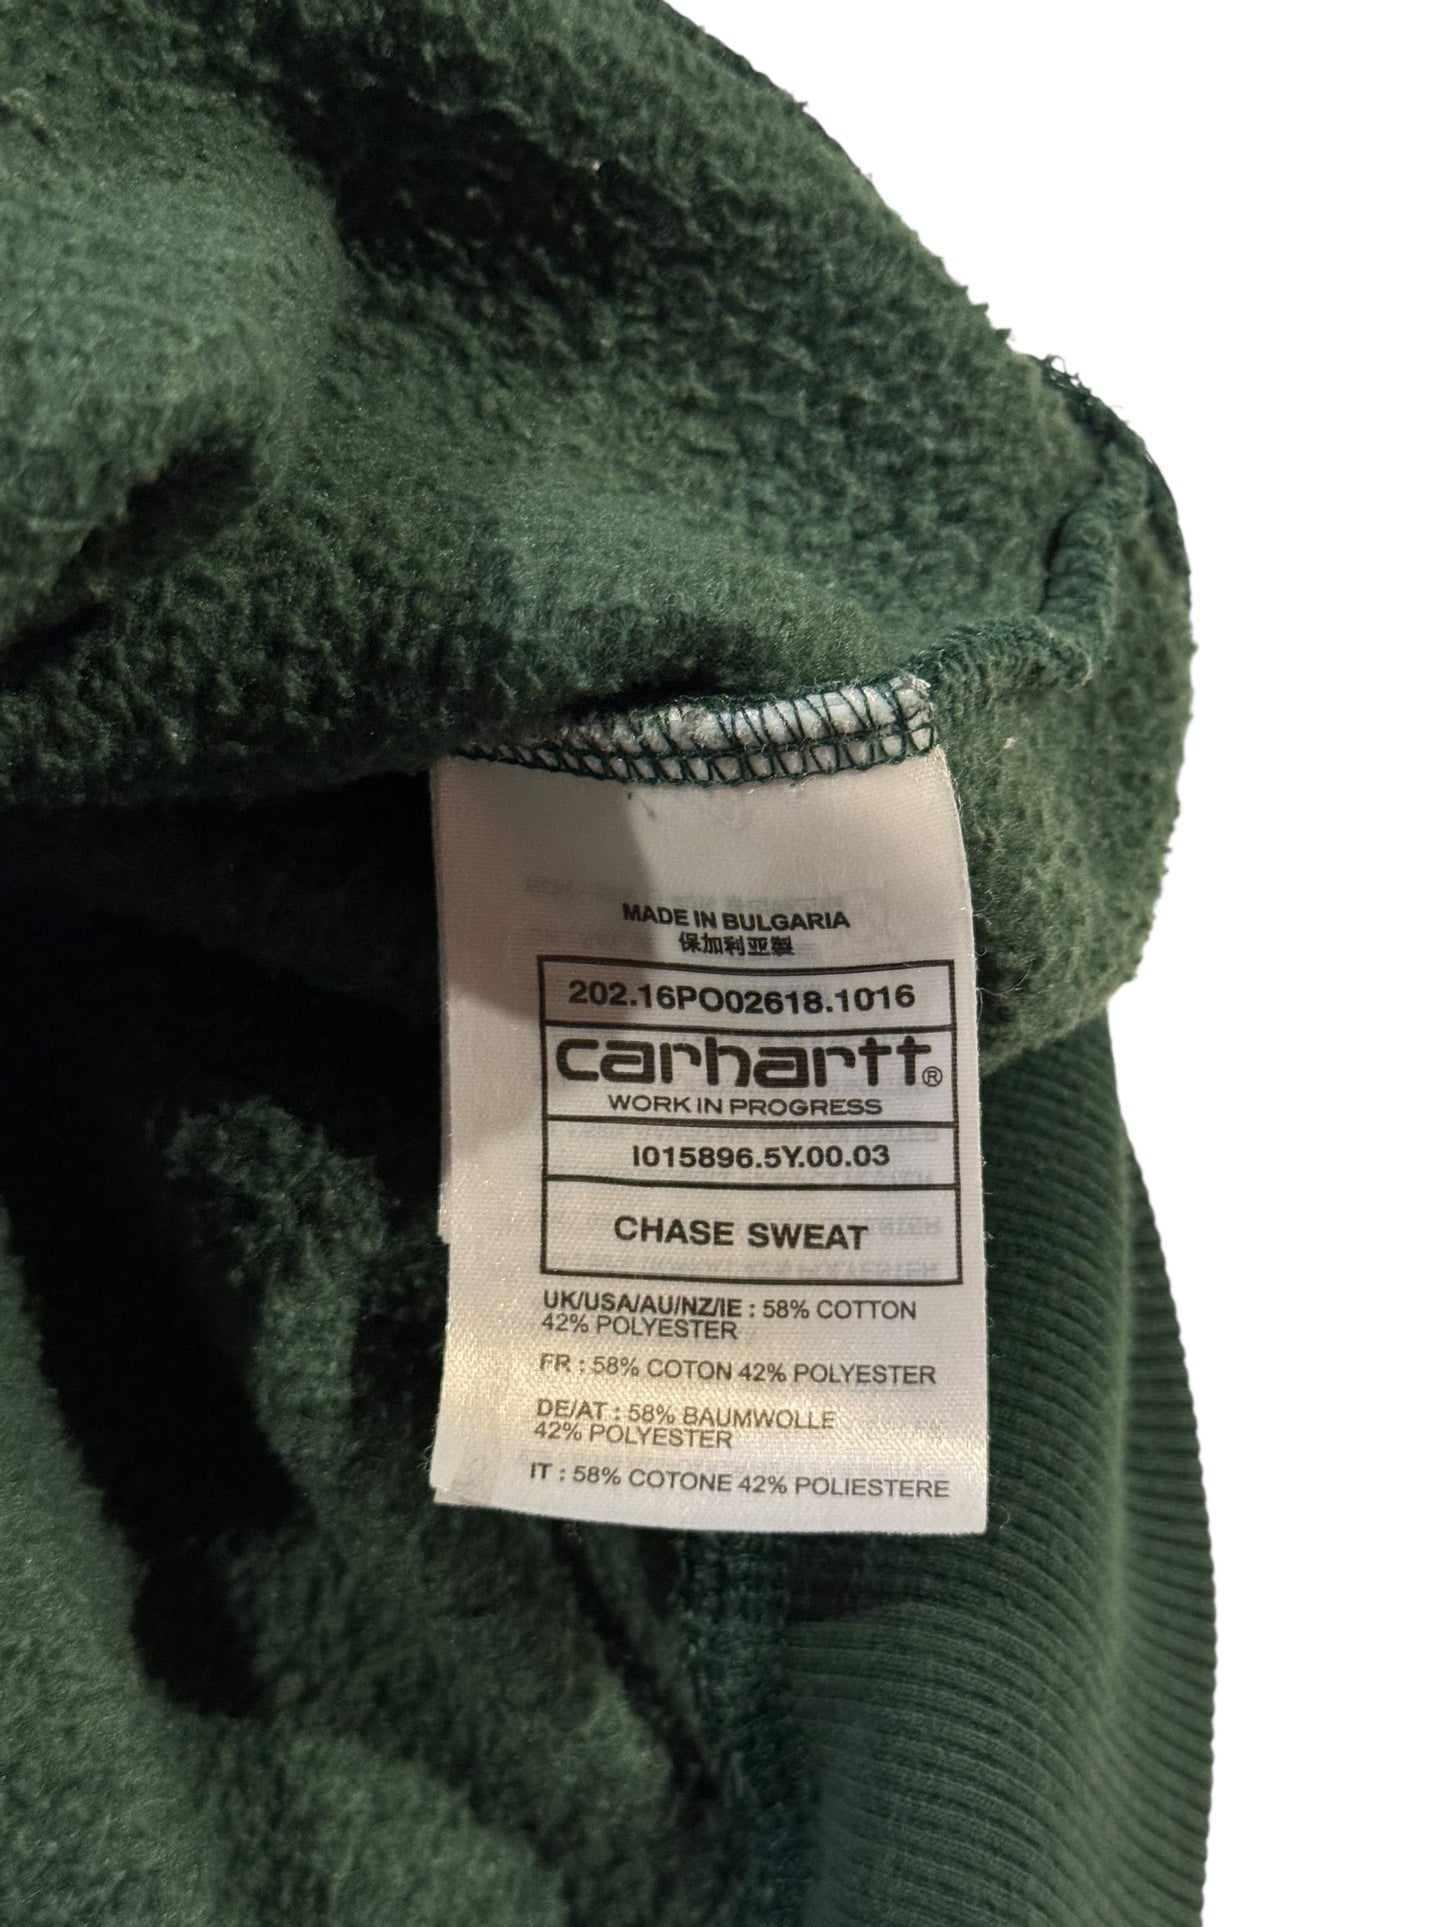 MADE IN BULGARIA
保加利亚製
202.16PO02618.1016
carhartt®
WORK IN PROGRESS
I015896.5Y.00.03
CHASE SWEAT
UK/USA/AU/NZ/IE : 58% COTTON
42% POLYESTER
FR : 58% COTON 42% POLYESTER
DE/AT : 58% BAUMWOLLE
42% POLYESTER
IT : 58% COTONE 42% POLIESTERE